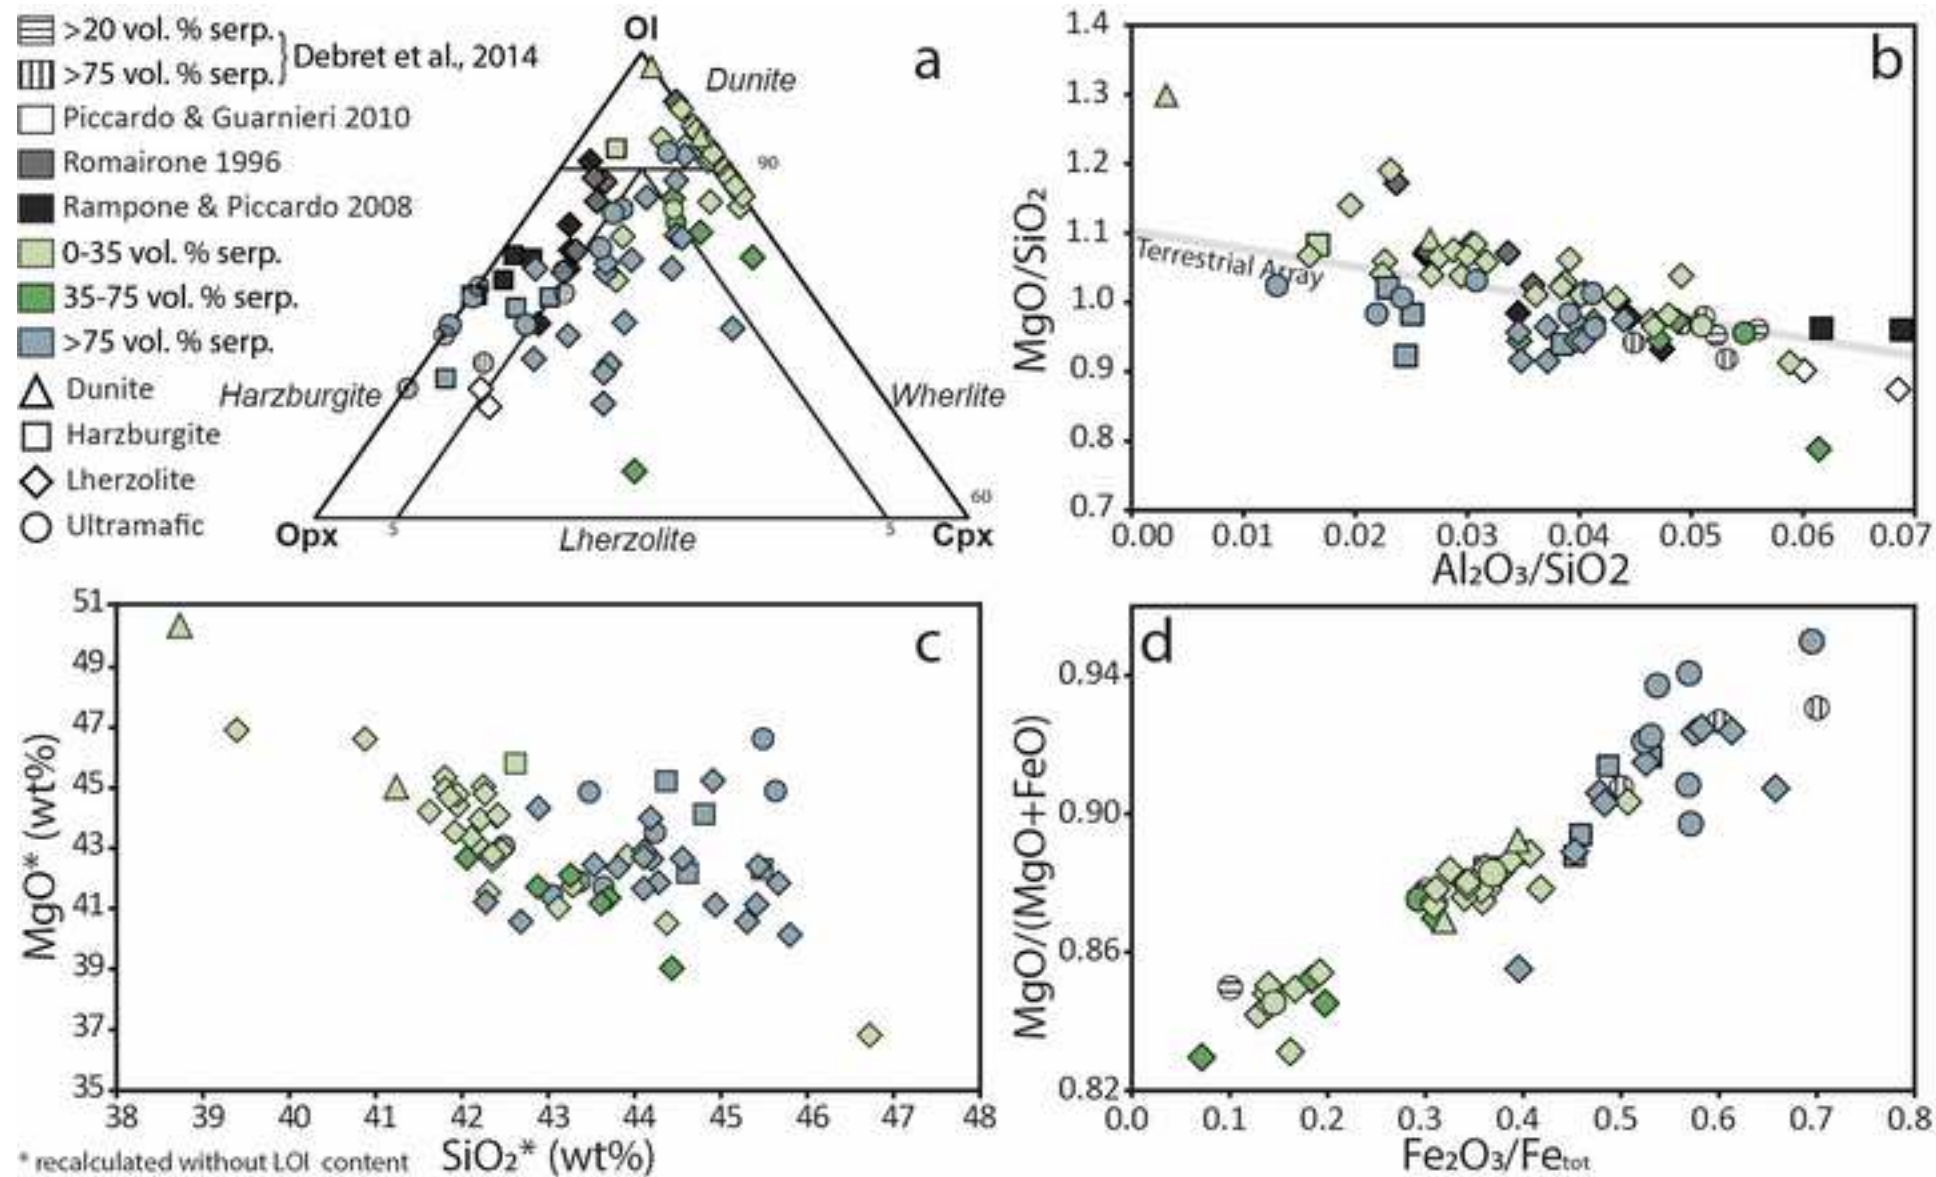 >20 vol. % serp.
>75 vol. % serp.
Debret et al., 2014
Piccardo & Guarnieri 2010
Romairone 1996
Rampone & Piccardo 2008
0-35 vol. % serp.
35-75 vol. % serp.
>75 vol. % serp.
Dunite
Harzburgite
Lherzolite
Ultramafic
a
Ol
Dunite
90
Harzburgite
Wherlite
60
Opx
5
Lherzolite
5
Cpx
b
MgO/SiO₂
1.4
1.3
1.2
1.1
1.0
0.9
0.8
0.7
Terrestrial Array
0.00 0.01 0.02 0.03 0.04 0.05 0.06 0.07
Al₂O₃/SiO2
c
MgO* (wt%)
51
49
47
45
43
41
39
37
35
38 39 40 41 42 43 44 45 46 47 48
SiO₂* (wt%)
* recalculated without LOI content
d
MgO/(MgO+FeO)
0.94
0.90
0.86
0.82
0.0 0.1 0.2 0.3 0.4 0.5 0.6 0.7 0.8
Fe₂O₃/Fetot